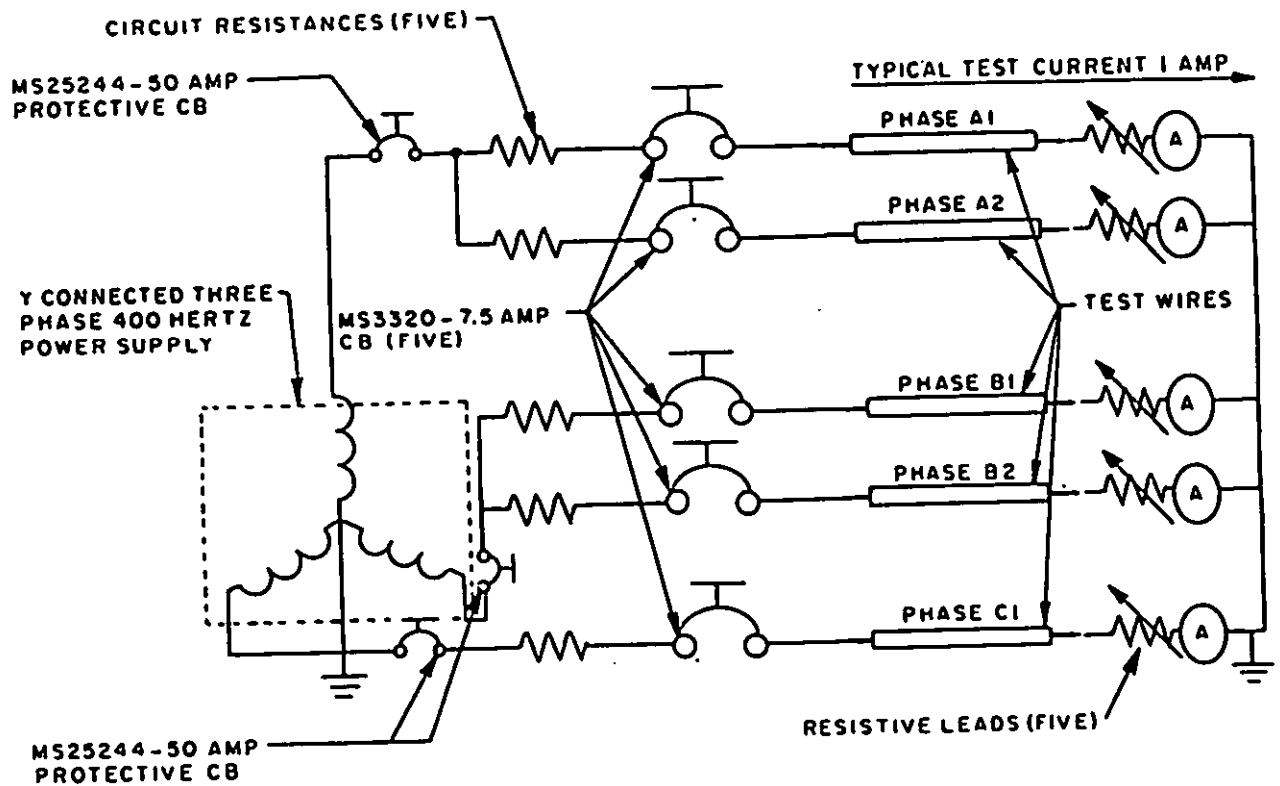 CIRCUIT RESISTANCES (FIVE)
MS25244-50 AMP
PROTECTIVE CB
TYPICAL TEST CURRENT 1 AMP
PHASE A1
A
PHASE A2
A
Y CONNECTED THREE
PHASE 400 HERTZ
POWER SUPPLY
MS3320-7.5 AMP
CB (FIVE)
TEST WIRES
PHASE B1
A
PHASE B2
A
PHASE C1
A
RESISTIVE LEADS (FIVE)
MS25244-50 AMP
PROTECTIVE CB